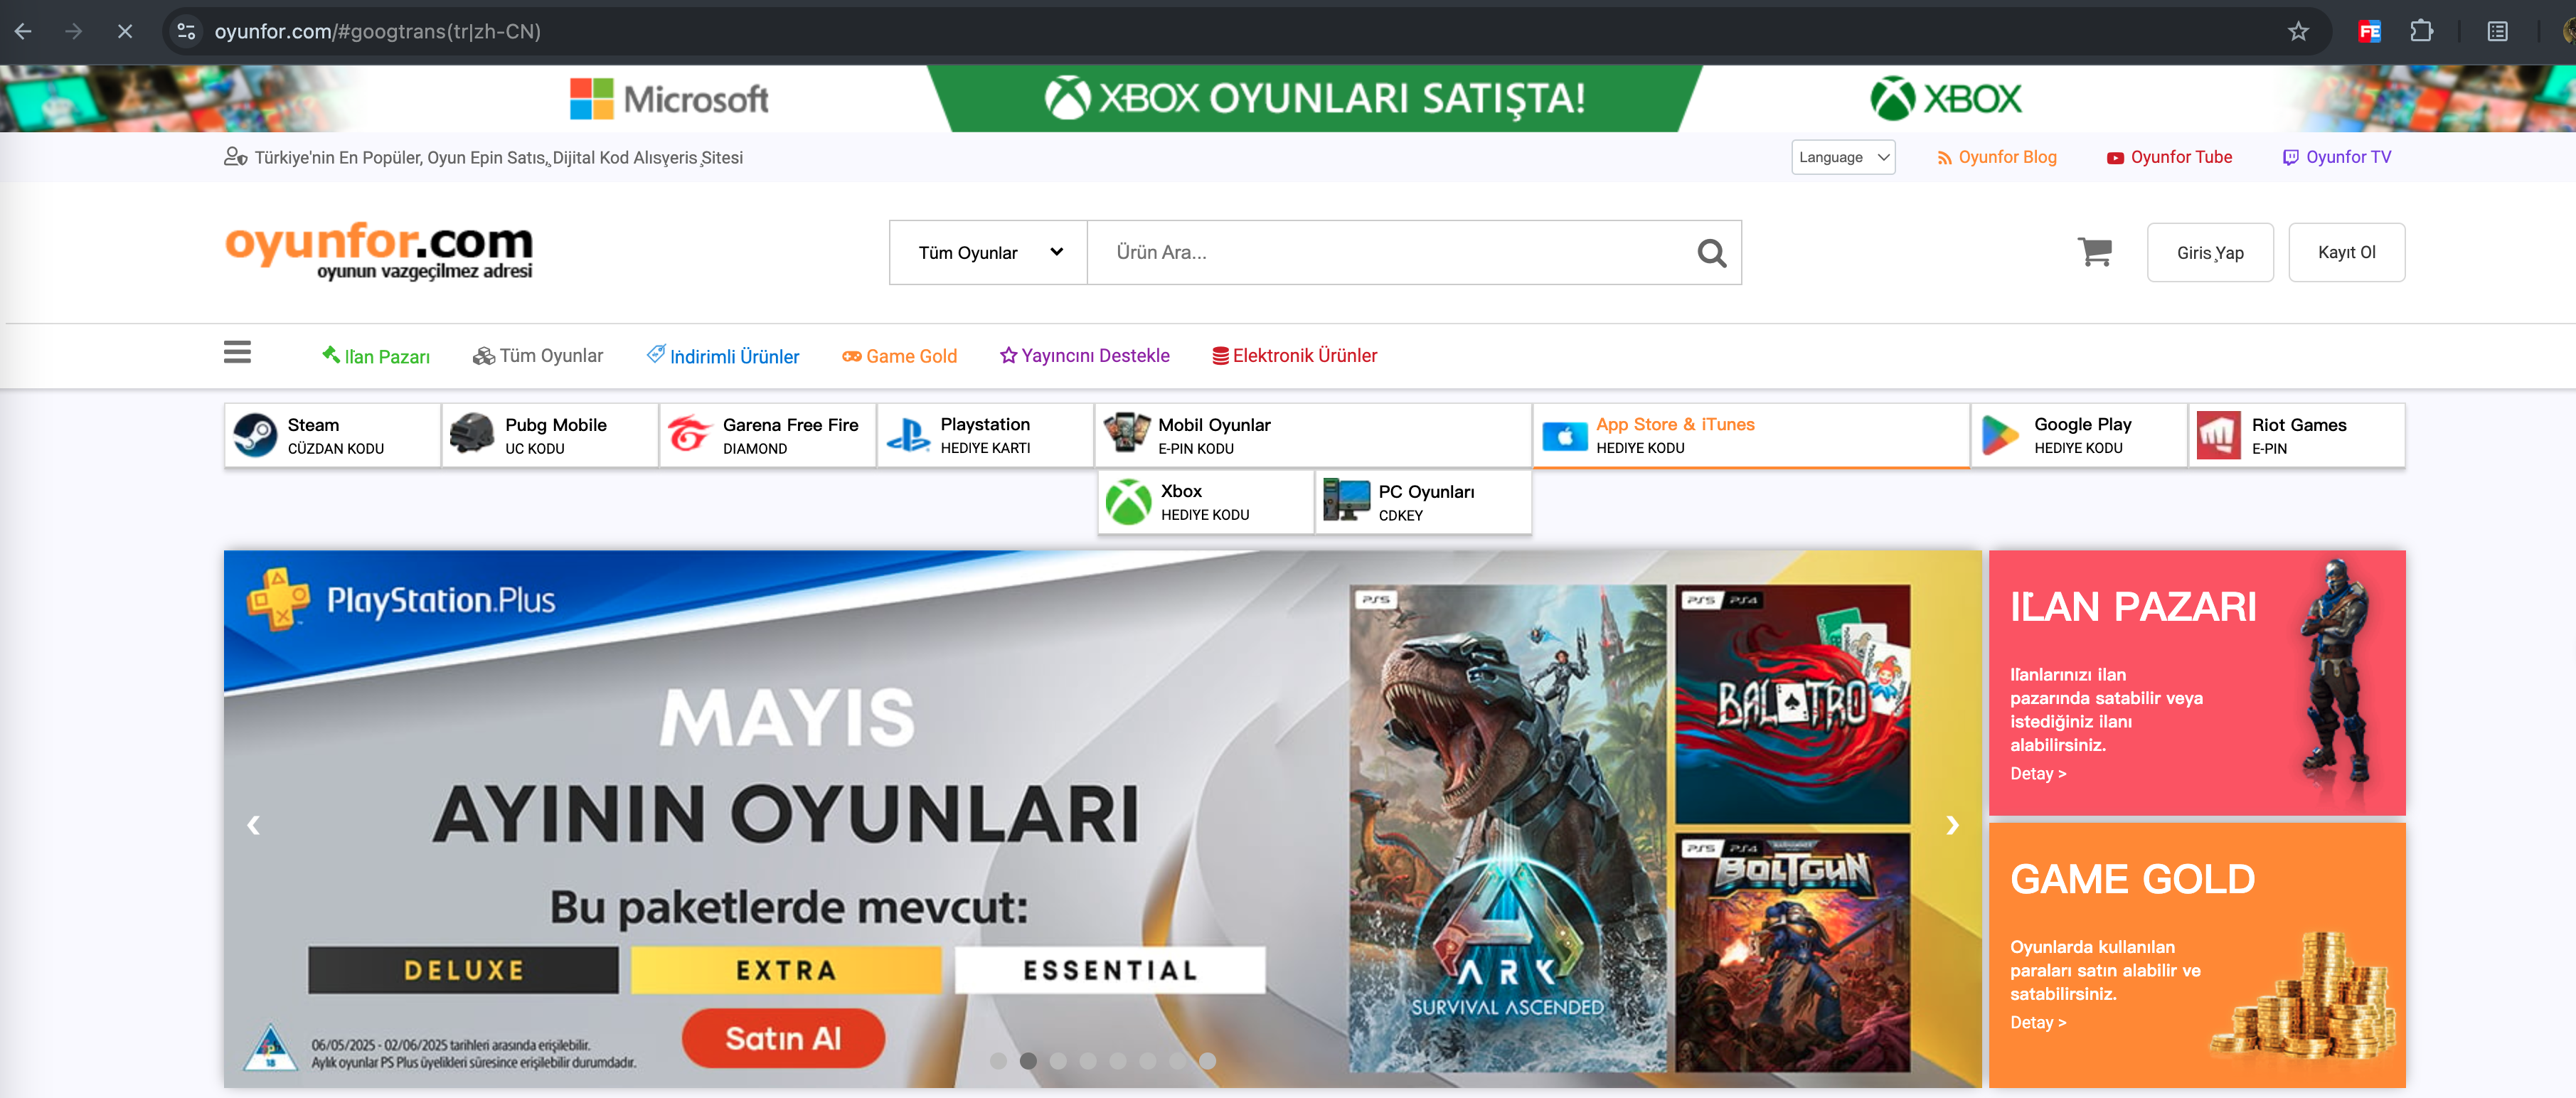 oyunfor.com/#googtrans(tr|zh-CN)
FE
Microsoft
XBOX OYUNLARI SATIŞTA!
XBOX
Türkiye'nin En Popüler, Oyun Epin Satış, Dijital Kod Alışveriş Sitesi
Language
Oyunfor Blog
Oyunfor Tube
Oyunfor TV
oyunfor.com
oyunun vazgeçilmez adresi
Tüm Oyunlar
Ürün Ara...
Giriş Yap
Kayıt Ol
İlan Pazarı
Tüm Oyunlar
İndirimli Ürünler
Game Gold
Yayıncını Destekle
Elektronik Ürünler
Steam
CÜZDAN KODU
Pubg Mobile
UC KODU
Garena Free Fire
DIAMOND
Playstation
HEDIYE KARTI
Mobil Oyunlar
E-PIN KODU
App Store & iTunes
HEDIYE KODU
Google Play
HEDIYE KODU
Riot Games
E-PIN
Xbox
HEDIYE KODU
PC Oyunları
CDKEY
PlayStation.Plus
MAYIS
AYININ OYUNLARI
Bu paketlerde mevcut:
DELUXE
EXTRA
ESSENTIAL
Satın Al
18
06/05/2025 - 02/06/2025 tarihleri arasında erişilebilir.
Aylık oyunlar PS Plus üyelikleri süresince erişilebilir durumdadır.
PS5
ARK
SURVIVAL ASCENDED
PS5 PS4
BALATRO
PS5 PS4
BOLTGUN
İLAN PAZARI
İlanlarınızı ilan
pazarında satabilir veya
istediğiniz ilanı
alabilirsiniz.
Detay >
GAME GOLD
Oyunlarda kullanılan
paraları satın alabilir ve
satabilirsiniz.
Detay >